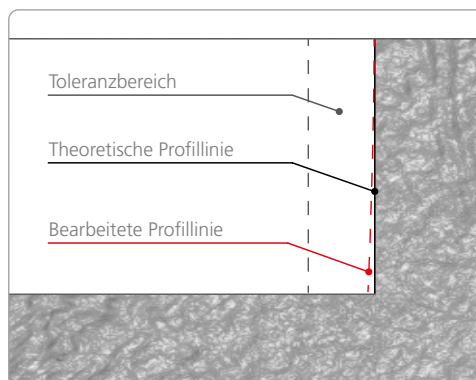 Toleranzbereich
Theoretische Profillinie
Bearbeitete Profillinie